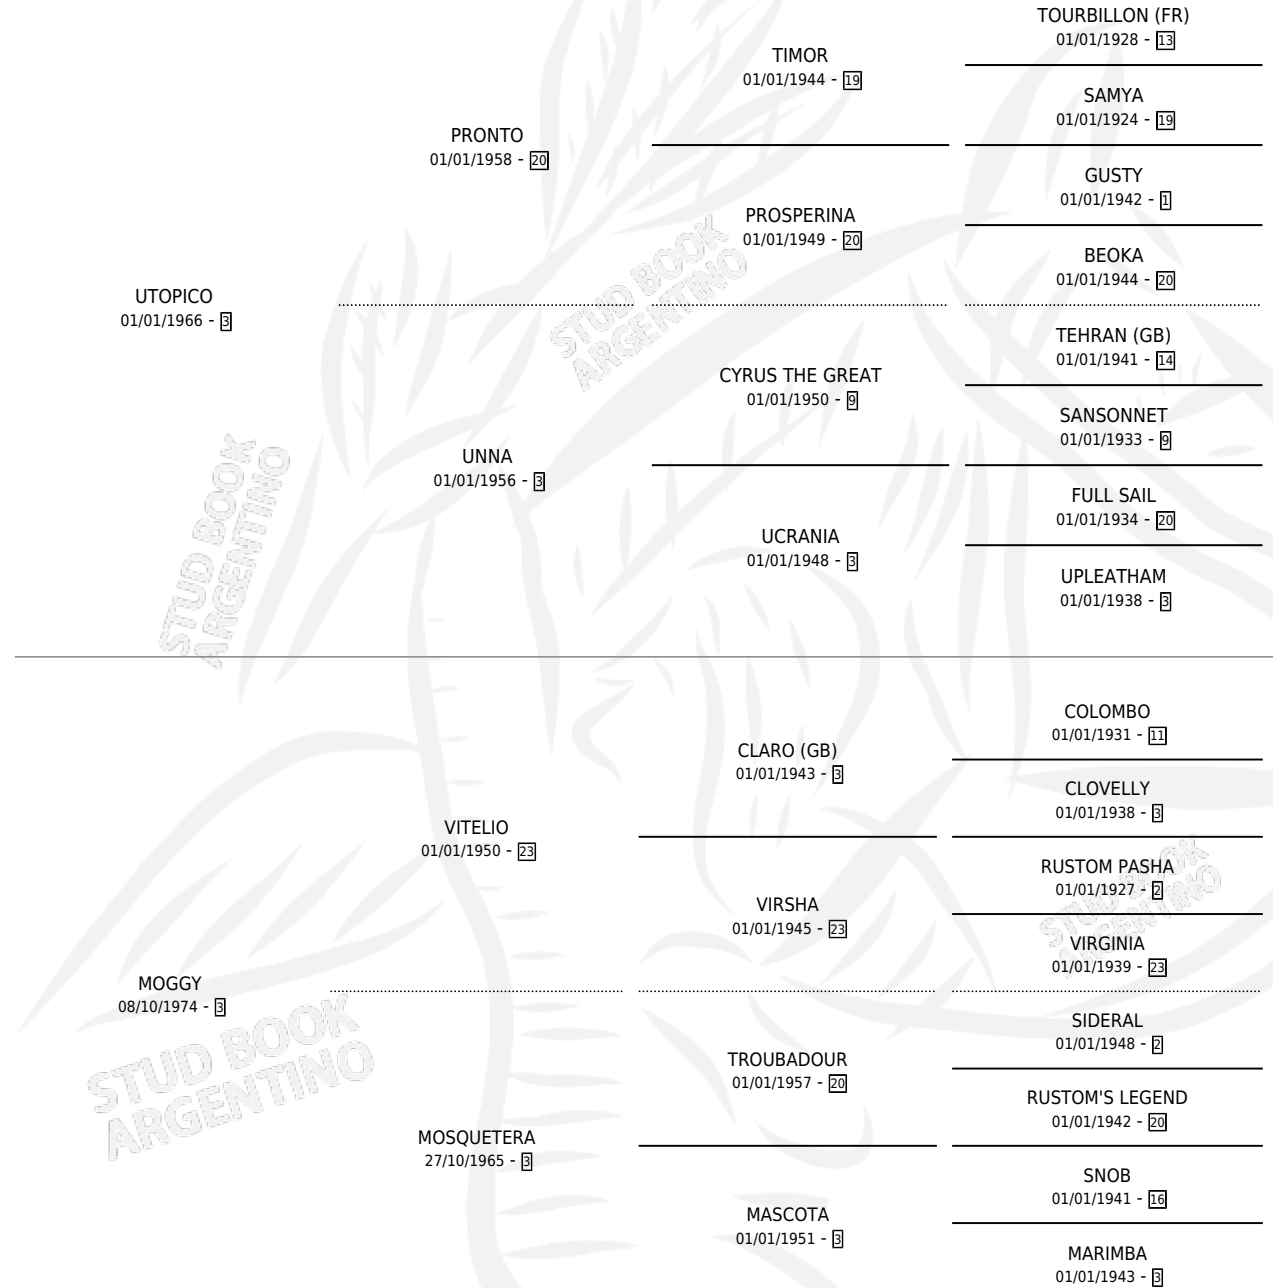 TOURBILLON (FR)
01/01/1928 - 13
TIMOR
01/01/1944 - 19
SAMYA
01/01/1924 - 19
PRONTO
01/01/1958 - 20
GUSTY
01/01/1942 - 1
PROSPERINA
01/01/1949 - 20
BEOKA
01/01/1944 - 20
UTOPICO
01/01/1966 - 3
STUD BOOK
ARGENTINO
TEHRAN (GB)
01/01/1941 - 14
CYRUS THE GREAT
01/01/1950 - 9
SANSONNET
01/01/1933 - 9
UNNA
01/01/1956 - 3
FULL SAIL
01/01/1934 - 20
UCRANIA
01/01/1948 - 3
UPLEATHAM
01/01/1938 - 3
STUD BOOK
ARGENTINO
COLOMBO
01/01/1931 - 11
CLARO (GB)
01/01/1943 - 3
CLOVELLY
01/01/1938 - 3
VITELIO
01/01/1950 - 23
RUSTOM PASHA
01/01/1927 - 2
VIRSHA
01/01/1945 - 23
VIRGINIA
01/01/1939 - 23
STUD BOOK
ARGENTINO
MOGGY
08/10/1974 - 3
SIDERAL
01/01/1948 - 2
TROUBADOUR
01/01/1957 - 20
RUSTOM'S LEGEND
01/01/1942 - 20
STUD BOOK
ARGENTINO
MOSQUETERA
27/10/1965 - 3
SNOB
01/01/1941 - 16
MASCOTA
01/01/1951 - 3
MARIMBA
01/01/1943 - 3